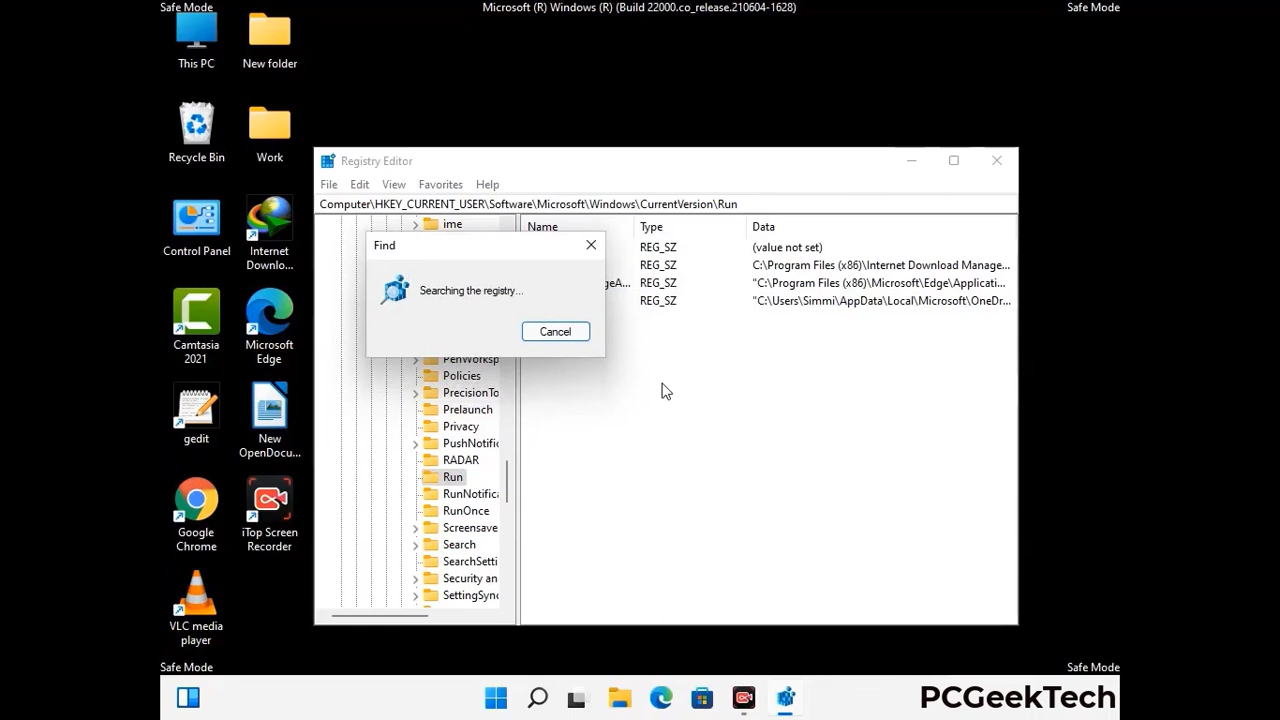 Safe Mode
Microsoft (R) Windows (R) (Build 22000.co_release.210604-1628)
Safe Mode
This PC
New folder
Recycle Bin
Work
Control Panel
Internet
Downlo...
Camtasia
2021
Microsoft
Edge
gedit
New
OpenDocu...
Google
Chrome
iTop Screen
Recorder
VLC media
player
Registry Editor
File Edit View Favorites Help
Computer\HKEY_CURRENT_USER\Software\Microsoft\Windows\CurrentVersion\Run
ime
PenWorksp
Policies
PrecisionTo
Prelaunch
Privacy
PushNotific
RADAR
Run
RunNotifica
RunOnce
Screensave
Search
SearchSetti
Security an
SettingSync
Name Type Data
REG_SZ (value not set)
REG_SZ C:\Program Files (x86)\Internet Download Manage...
geA... REG_SZ "C:\Program Files (x86)\Microsoft\Edge\Applicati...
REG_SZ "C:\Users\Simmi\AppData\Local\Microsoft\OneDr...
Find
Searching the registry...
Cancel
Safe Mode
Safe Mode
PCGeekTech